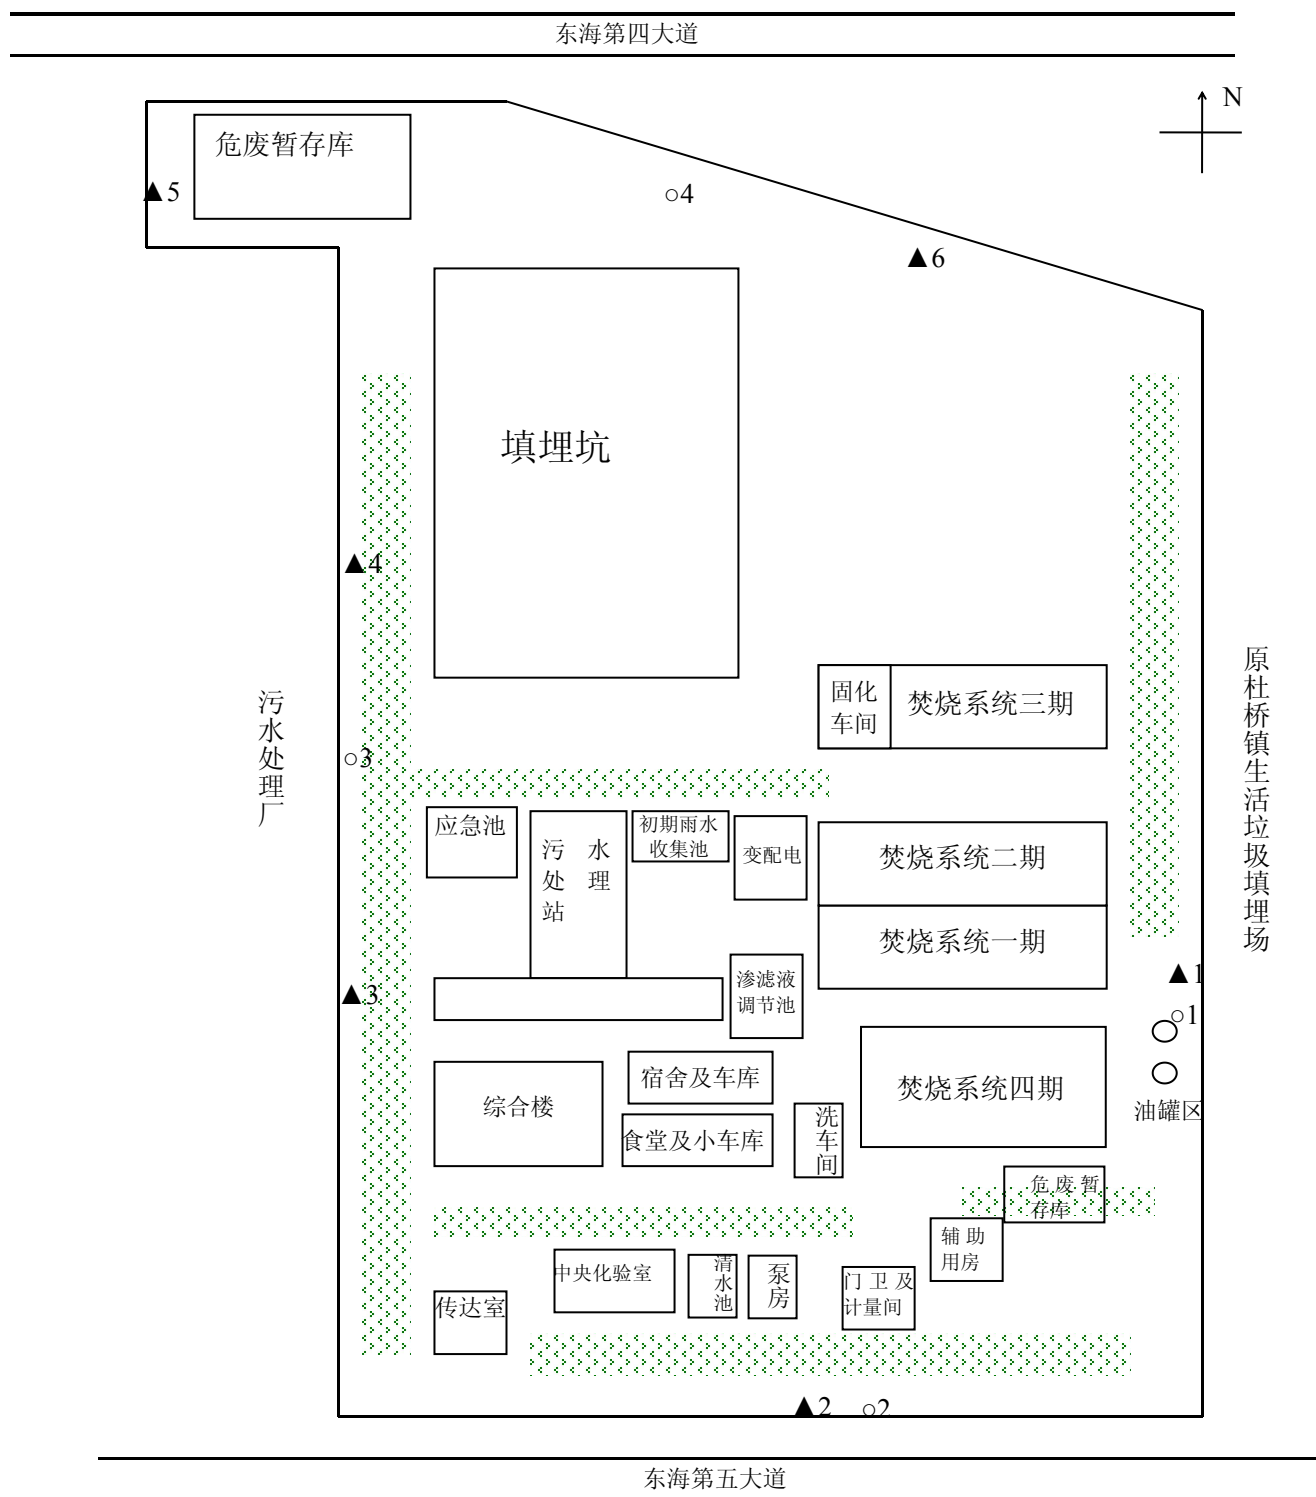 东海第四大道
N
危废暂存库
▲5
○4
▲6
填埋坑
▲4
原杜桥镇生活垃圾填埋场
污水处理厂
固化
车间
焚烧系统三期
○3
应急池
污 水
处 理
站
初期雨水
收集池
变配电
焚烧系统二期
焚烧系统一期
渗滤液
调节池
▲1
▲3
○1
焚烧系统四期
油罐区
宿舍及车库
综合楼
食堂及小车库
洗车间
危 废 暂
存库
辅 助
用房
中央化验室
清水池
泵房
门 卫 及
计量间
传达室
▲2
○2
东海第五大道